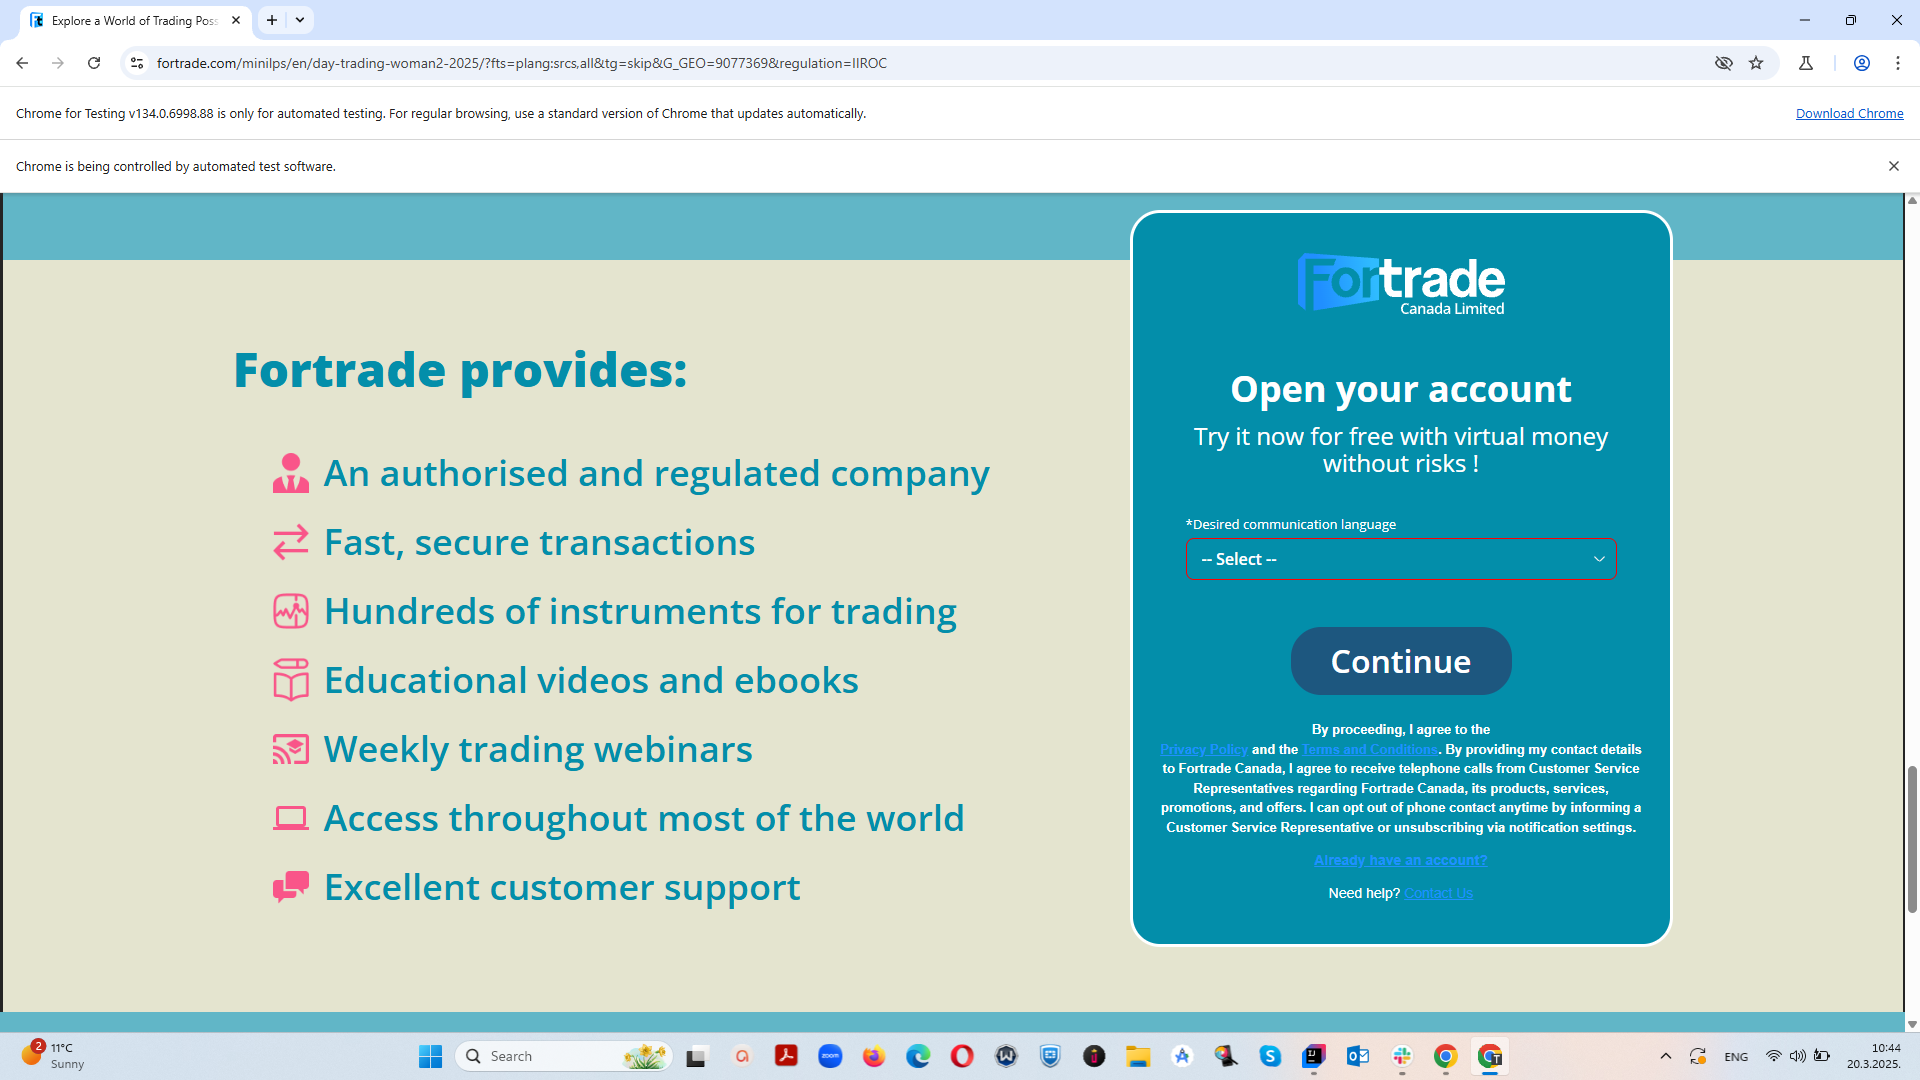 Explore a World of Trading Poss
fortrade.com/minilps/en/day-trading-woman2-2025/?fts=plang:srcs,all&tg=skip&G_GEO=9077369&regulation=IIROC
Chrome for Testing v134.0.6998.88 is only for automated testing. For regular browsing, use a standard version of Chrome that updates automatically.
Download Chrome
Chrome is being controlled by automated test software.
Fortrade provides:
An authorised and regulated company
Fast, secure transactions
Hundreds of instruments for trading
Educational videos and ebooks
Weekly trading webinars
Access throughout most of the world
Excellent customer support
Fortrade
Canada Limited
Open your account
Try it now for free with virtual money
without risks !
*Desired communication language
-- Select --
Continue
By proceeding, I agree to the
Privacy Policy and the Terms and Conditions. By providing my contact details
to Fortrade Canada, I agree to receive telephone calls from Customer Service
Representatives regarding Fortrade Canada, its products, services,
promotions, and offers. I can opt out of phone contact anytime by informing a
Customer Service Representative or unsubscribing via notification settings.
Already have an account?
Need help? Contact Us
2
11°C
Sunny
Search
zoom
ENG
10:44
20.3.2025.